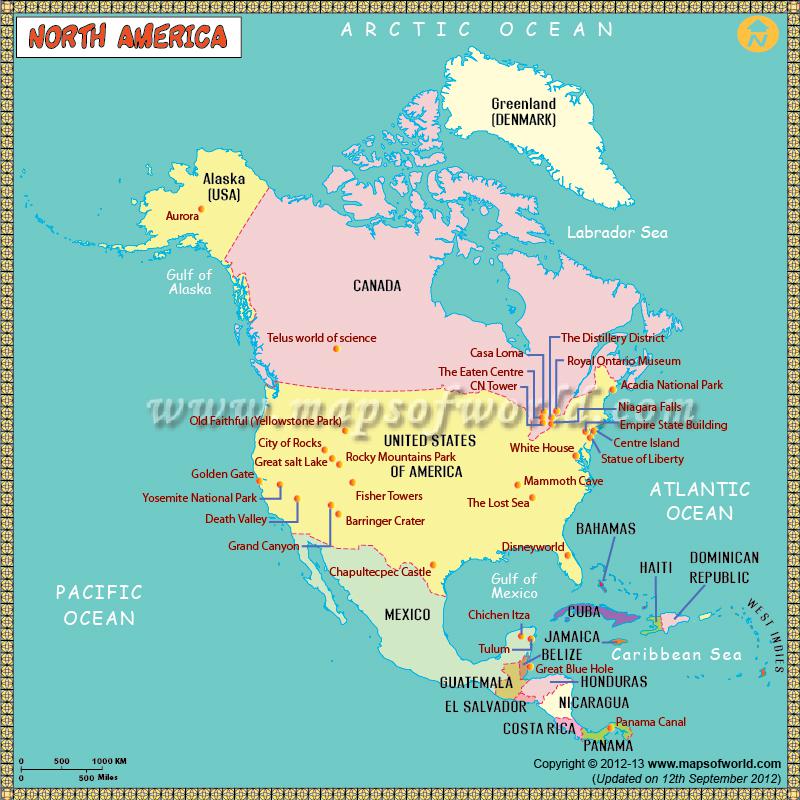 NORTH AMERICA
ARCTIC OCEAN
N
Greenland
(DENMARK)
Alaska
(USA)
Aurora
Labrador Sea
Gulf of
Alaska
CANADA
Telus world of science
The Distillery District
Casa Loma
Royal Ontario Museum
The Eaten Centre
CN Tower
Acadia National Park
www.mapsofworld.com
Niagara Falls
Old Faithful (Yellowstone Park)
Empire State Building
UNITED STATES
OF AMERICA
City of Rocks
Centre Island
White House
Rocky Mountains Park
Great salt Lake
Statue of Liberty
Golden Gate
Mammoth Cave
Yosemite National Park
Fisher Towers
The Lost Sea
ATLANTIC
OCEAN
Death Valley
Barringer Crater
BAHAMAS
Grand Canyon
Disneyworld
DOMINICAN
REPUBLIC
HAITI
Chapultepec Castle
Gulf of
Mexico
PACIFIC
OCEAN
MEXICO
Chichen Itza
CUBA
WEST INDIES
Tulum
JAMAICA
BELIZE
Caribbean Sea
Great Blue Hole
GUATEMALA
HONDURAS
EL SALVADOR
NICARAGUA
COSTA RICA
Panama Canal
PANAMA
0 500 1000 KM
0 500 Miles
Copyright © 2012-13 www.mapsofworld.com
(Updated on 12th September 2012)